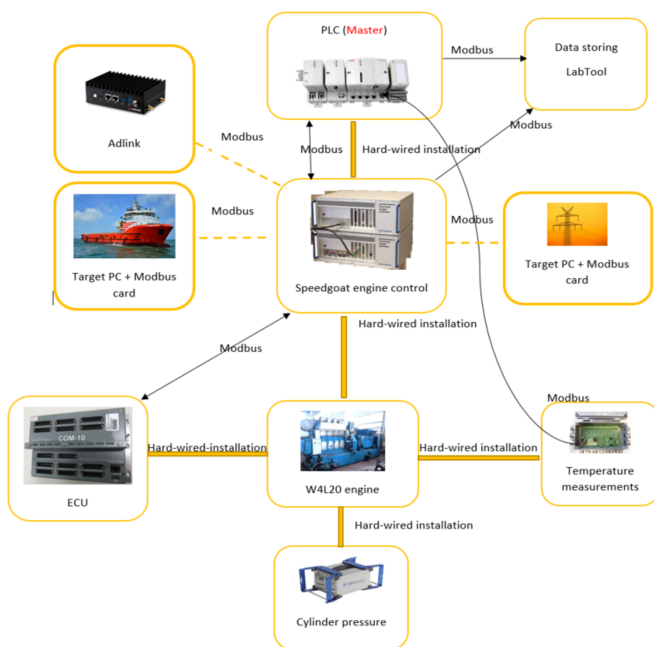 PLC (Master)
Modbus
Data storing
LabTool
Adlink
Modbus
Modbus
Hard-wired installation
Modbus
Target PC + Modbus
card
Modbus
Speedgoat engine control
Modbus
Target PC + Modbus
card
Hard-wired installation
Modbus
COM-10
ECU
Hard-wired-installation
W4L20 engine
Hard-wired installation
Modbus
Temperature
measurements
Hard-wired installation
Cylinder pressure